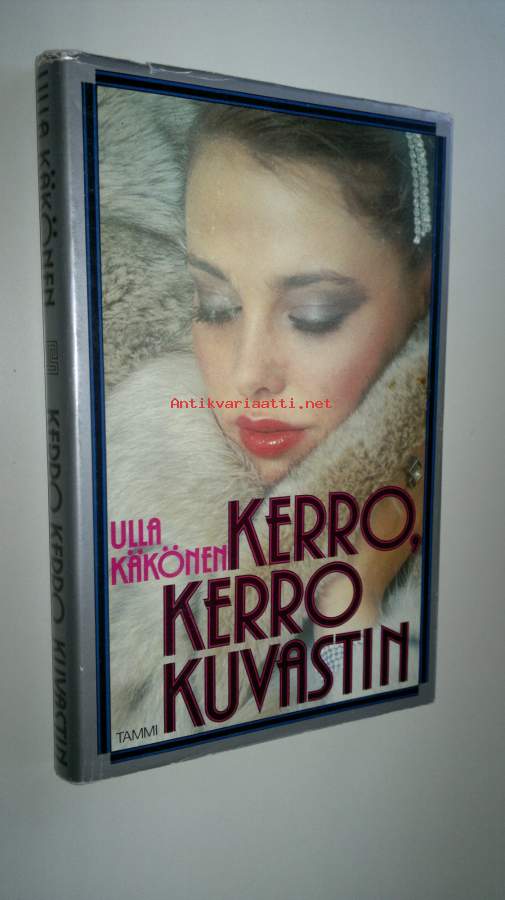 ULLA KÄKÖNEN KERRO KERRO KUVASTIN
Antikvariaatti.net
ULLA
KÄKÖNEN
KERRO,
KERRO
KUVASTIN
TAMMI